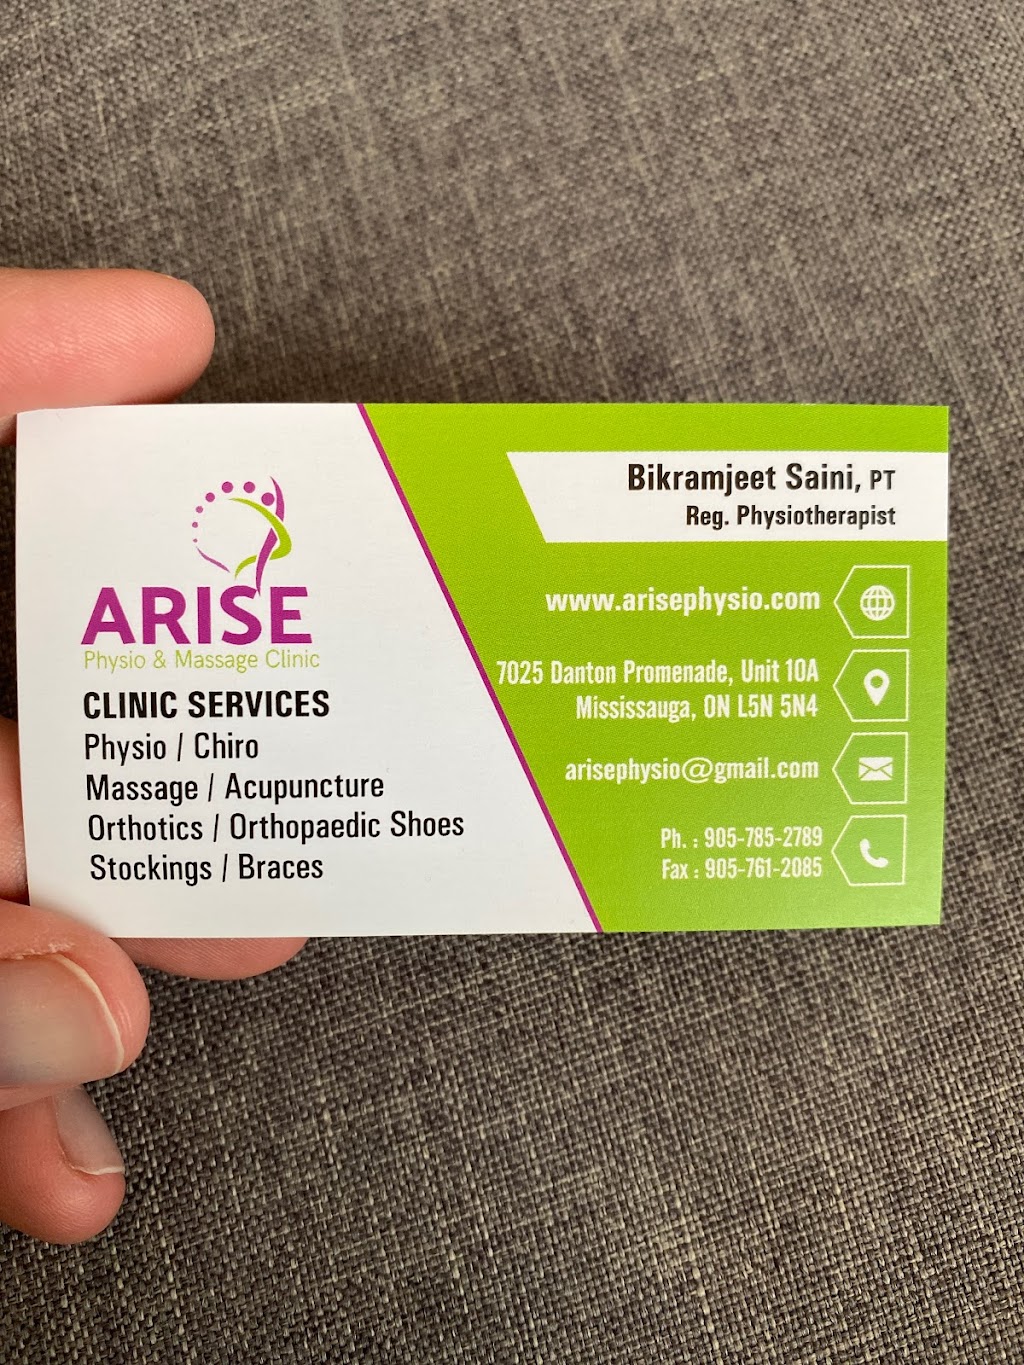 ARISE
Physio & Massage Clinic
CLINIC SERVICES
Physio / Chiro
Massage / Acupuncture
Orthotics / Orthopaedic Shoes
Stockings / Braces
Bikramjeet Saini, PT
Reg. Physiotherapist
www.arisephysio.com
7025 Danton Promenade, Unit 10A
Mississauga, ON L5N 5N4
arisephysio@gmail.com
Ph. : 905-785-2789
Fax : 905-761-2085